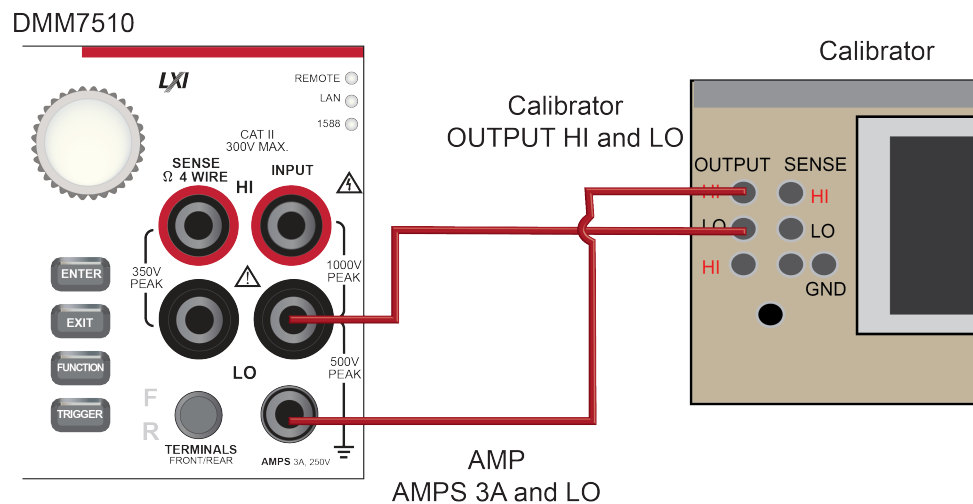 DMM7510
LXI
REMOTE
LAN
1588
CAT II
300V MAX.
SENSE
Ω 4 WIRE
HI
INPUT
350V
PEAK
1000V
PEAK
500V
PEAK
LO
ENTER
EXIT
FUNCTION
TRIGGER
F
R
TERMINALS
FRONT/REAR
AMPS 3A, 250V
Calibrator
OUTPUT HI and LO
AMP
AMPS 3A and LO
Calibrator
OUTPUT SENSE
HI HI
LO LO
HI
GND